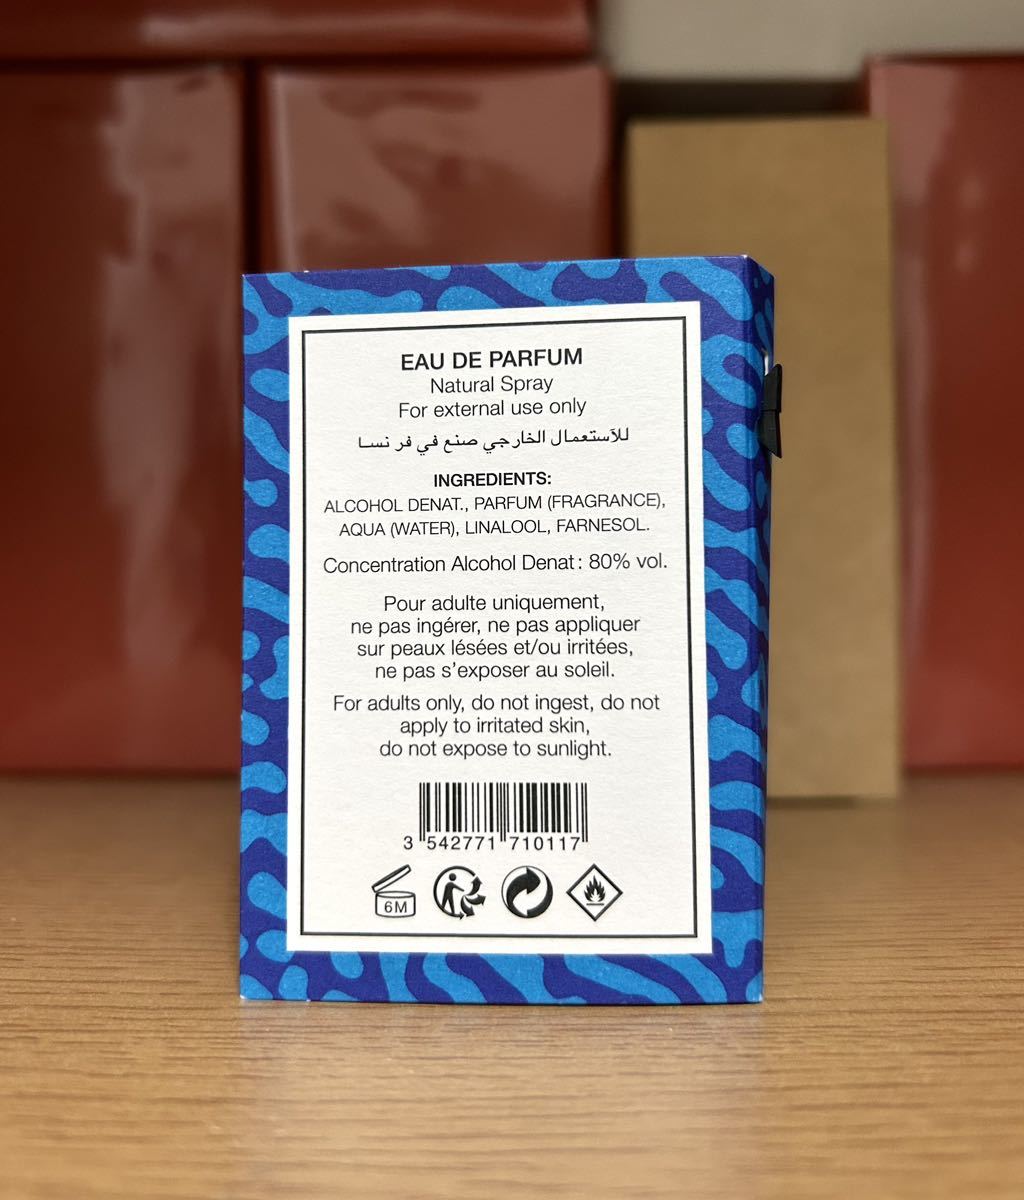 EAU DE PARFUM
Natural Spray
For external use only
للآستعمال الخارجي صنع في فرنسا
INGREDIENTS:
ALCOHOL DENAT., PARFUM (FRAGRANCE),
AQUA (WATER), LINALOOL, FARNESOL.
Concentration Alcohol Denat : 80% vol.
Pour adulte uniquement,
ne pas ingérer, ne pas appliquer
sur peaux lésées et/ou irritées,
ne pas s’exposer au soleil.
For adults only, do not ingest, do not
apply to irritated skin,
do not expose to sunlight.
3 542771 710117
6M